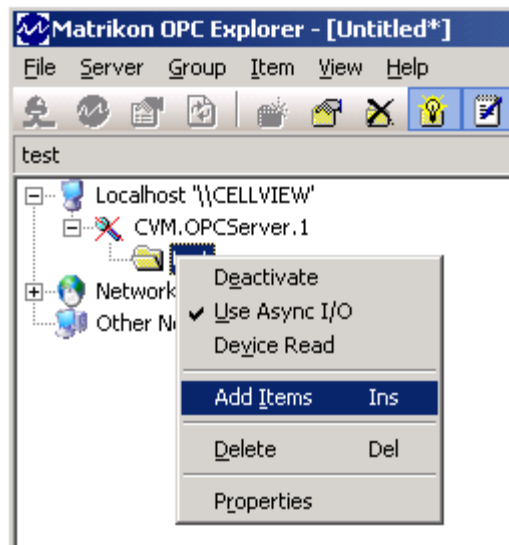 Matrikon OPC Explorer - [Untitled*]
File Server Group Item View Help
test
Localhost '\\CELLVIEW'
CVM.OPCServer.1
Network
Other Ne
Deactivate
✔ Use Async I/O
Device Read
Add Items Ins
Delete Del
Properties